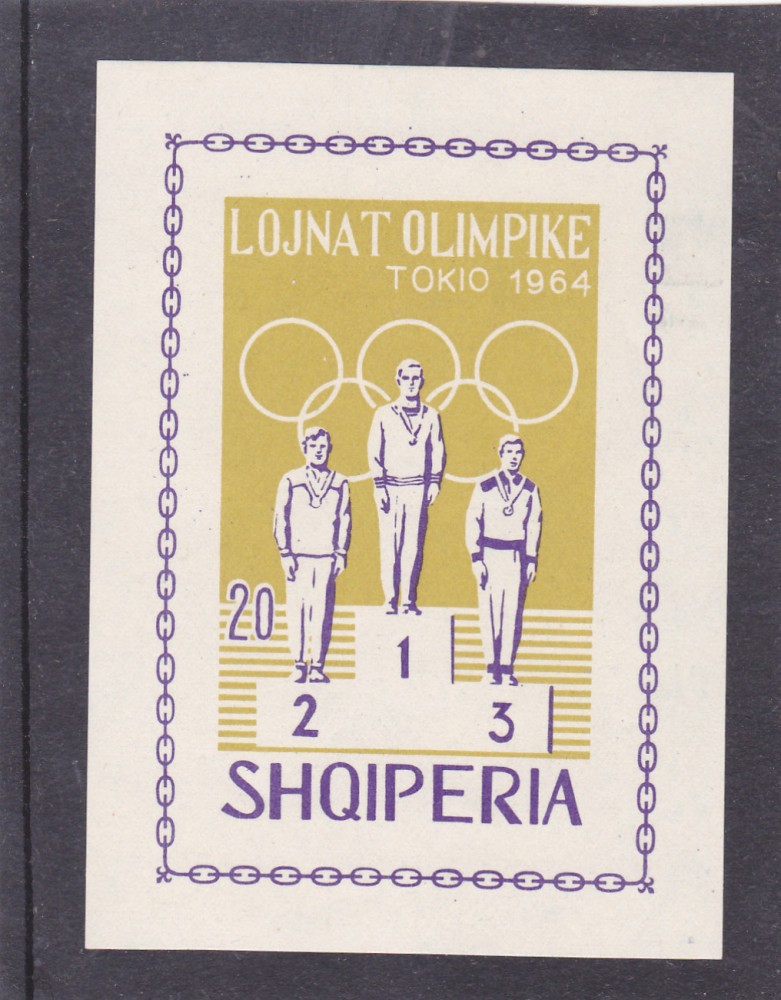 LOJNAT OLIMPIKE
TOKIO 1964
20
1
2
3
SHQIPERIA